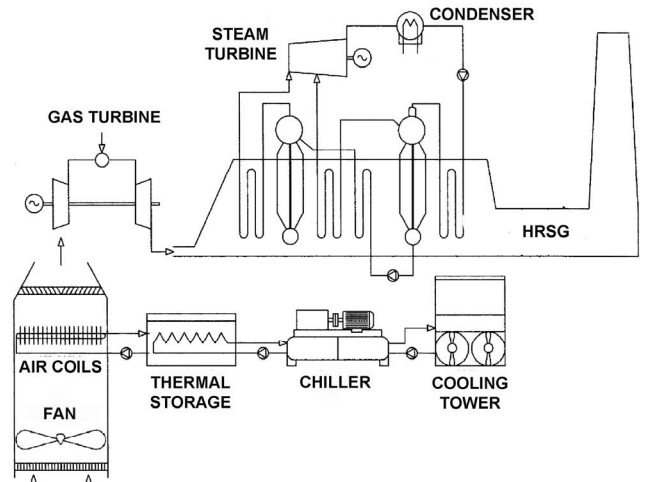 CONDENSER
STEAM
TURBINE
GAS TURBINE
HRSG
AIR COILS
THERMAL
STORAGE
CHILLER
COOLING
TOWER
FAN